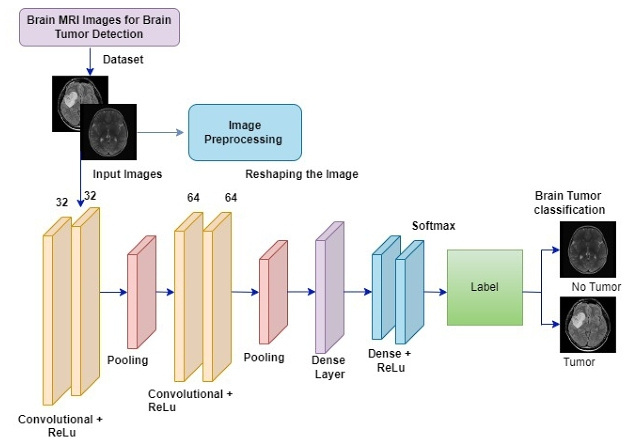 Brain MRI Images for Brain
Tumor Detection
Dataset
Image
Preprocessing
Input Images
Reshaping the Image
32
32
64
64
Brain Tumor
classification
Softmax
Label
No Tumor
Pooling
Pooling
Dense
Layer
Dense +
ReLu
Tumor
Convolutional +
ReLu
Convolutional +
ReLu